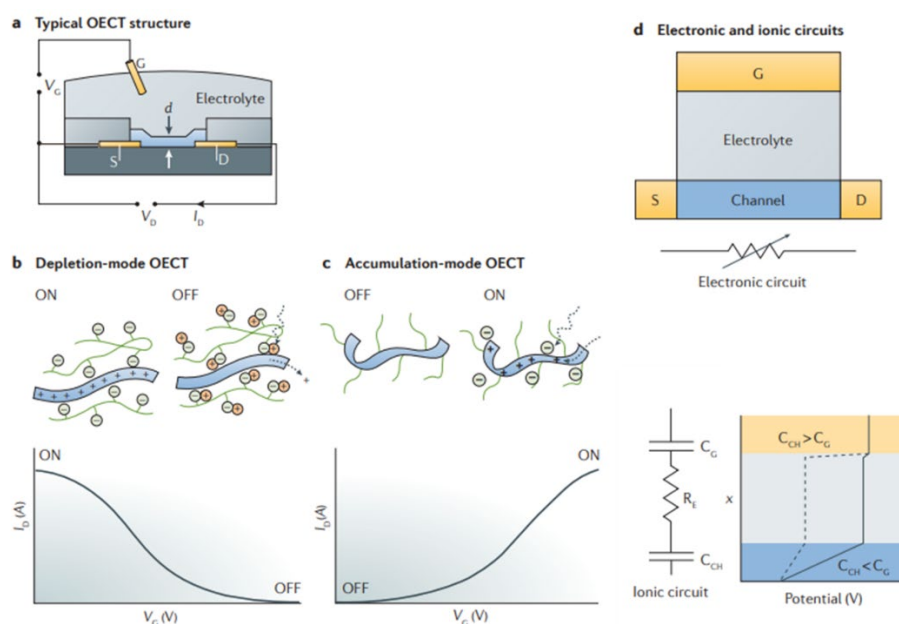 a Typical OECT structure
G
V_G
Electrolyte
d
S
D
V_D
I_D
b Depletion-mode OECT
ON
OFF
ON
I_D (A)
OFF
V_G (V)
c Accumulation-mode OECT
OFF
ON
ON
I_D (A)
OFF
V_G (V)
d Electronic and ionic circuits
G
Electrolyte
S
Channel
D
Electronic circuit
C_G
R_E
C_CH
Ionic circuit
C_CH > C_G
x
C_CH < C_G
Potential (V)